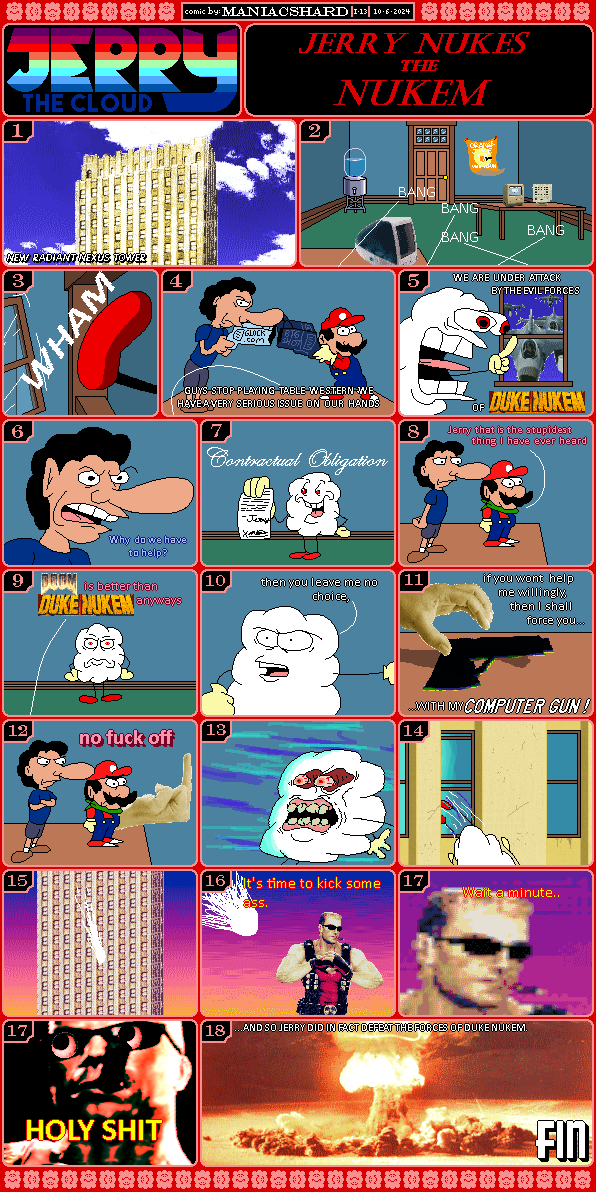 comic by: MANIACSHARD I-13 10-6-2024
JERRY
THE CLOUD
JERRY NUKES
THE
NUKEM
1
NEW RADIANT NEXUS TOWER
2
BANG
BANG
BANG
BANG
3
WHAM
4
GLOCK
.com
GUYS STOP PLAYING TABLE WESTERN WE
HAVE A VERY SERIOUS ISSUE ON OUR HANDS
5
WE ARE UNDER ATTACK
BY THE EVIL FORCES
OF DUKE NUKEM
6
Why do we have
to help?
7
Contractual Obligation
8
Jerry that is the stupidest
thing I have ever heard
9
DOOM is better than
DUKE NUKEM anyways
10
then you leave me no
choice,
11
if you wont help
me willingly,
then I shall
force you...
...WITH MY COMPUTER GUN!
12
no fuck off
13
14
15
16
It's time to kick some
ass.
17
Wait a minute..
17
HOLY SHIT
18
...AND SO JERRY DID IN FACT DEFEAT THE FORCES OF DUKE NUKEM.
FIN